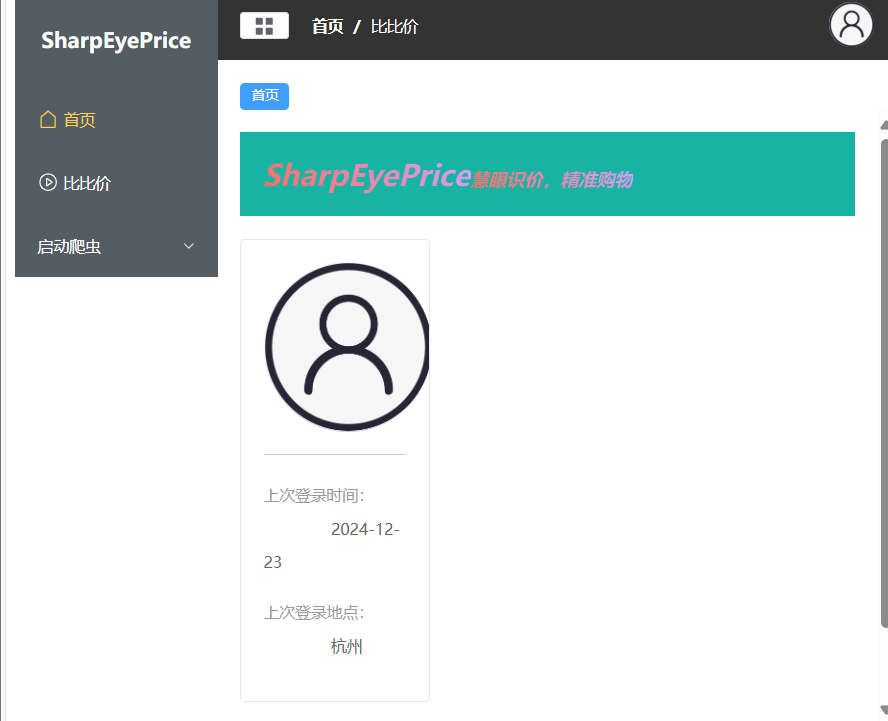 SharpEyePrice
首页
比比价
启动爬虫
首页 / 比比价
首页
SharpEyePrice慧眼识价，精准购物
上次登录时间：
2024-12-
23
上次登录地点：
杭州